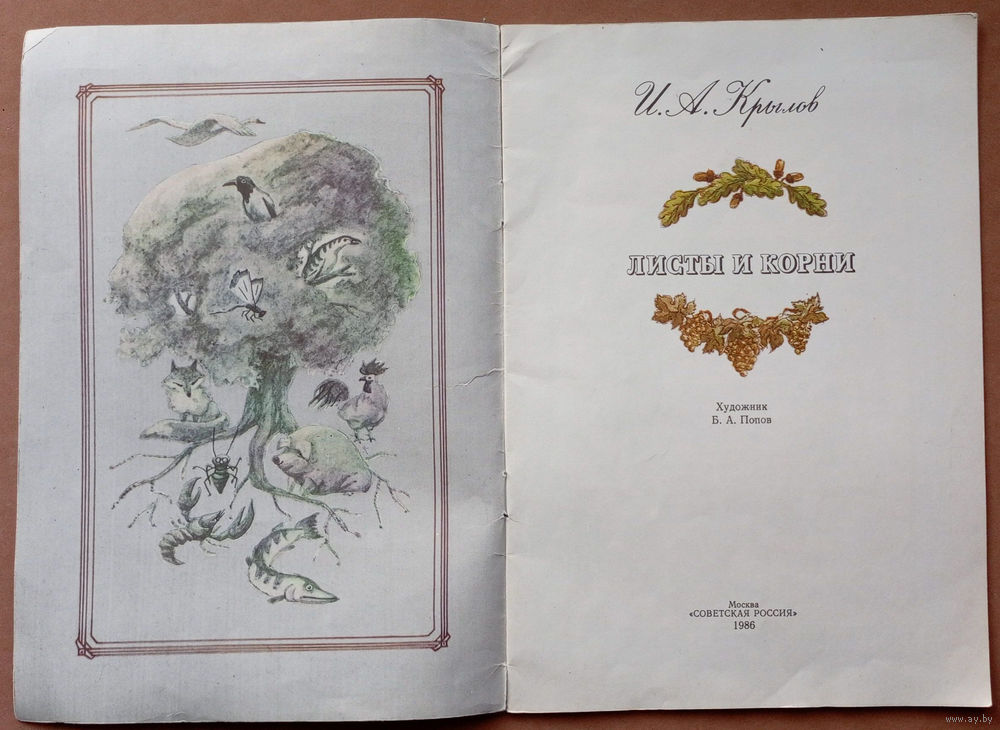 И. А. Крылов
ЛИСТЫ И КОРНИ
Художник
Б. А. Попов
Москва
«СОВЕТСКАЯ РОССИЯ»
1986
www.ay.by